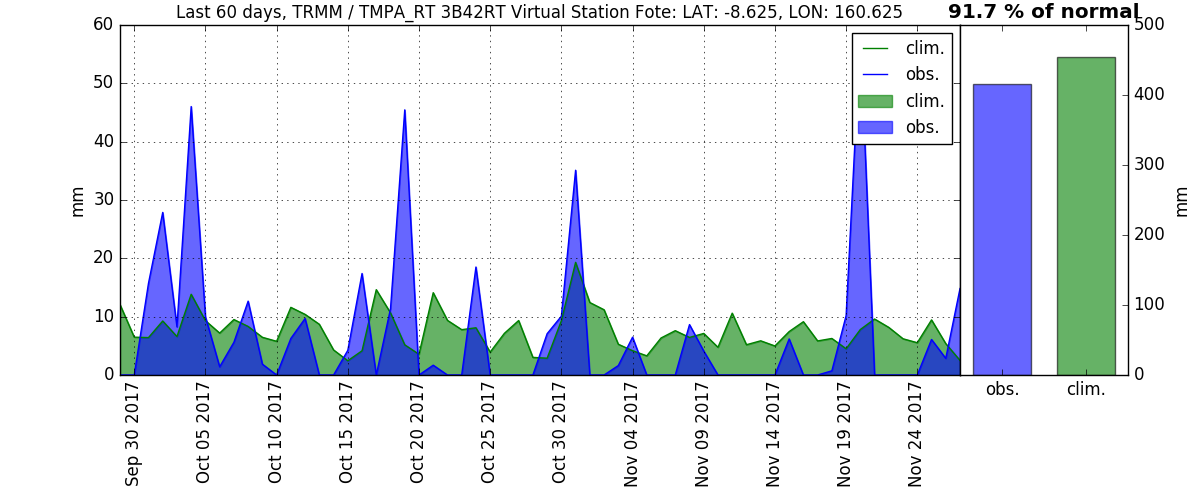 Last 60 days, TRMM / TMPA_RT 3B42RT Virtual Station Fote: LAT: -8.625, LON: 160.625
91.7 % of normal
60
50
40
30
20
10
0
mm
clim.
obs.
clim.
obs.
500
400
300
200
100
0
mm
Sep 30 2017
Oct 05 2017
Oct 10 2017
Oct 15 2017
Oct 20 2017
Oct 25 2017
Oct 30 2017
Nov 04 2017
Nov 09 2017
Nov 14 2017
Nov 19 2017
Nov 24 2017
obs.
clim.